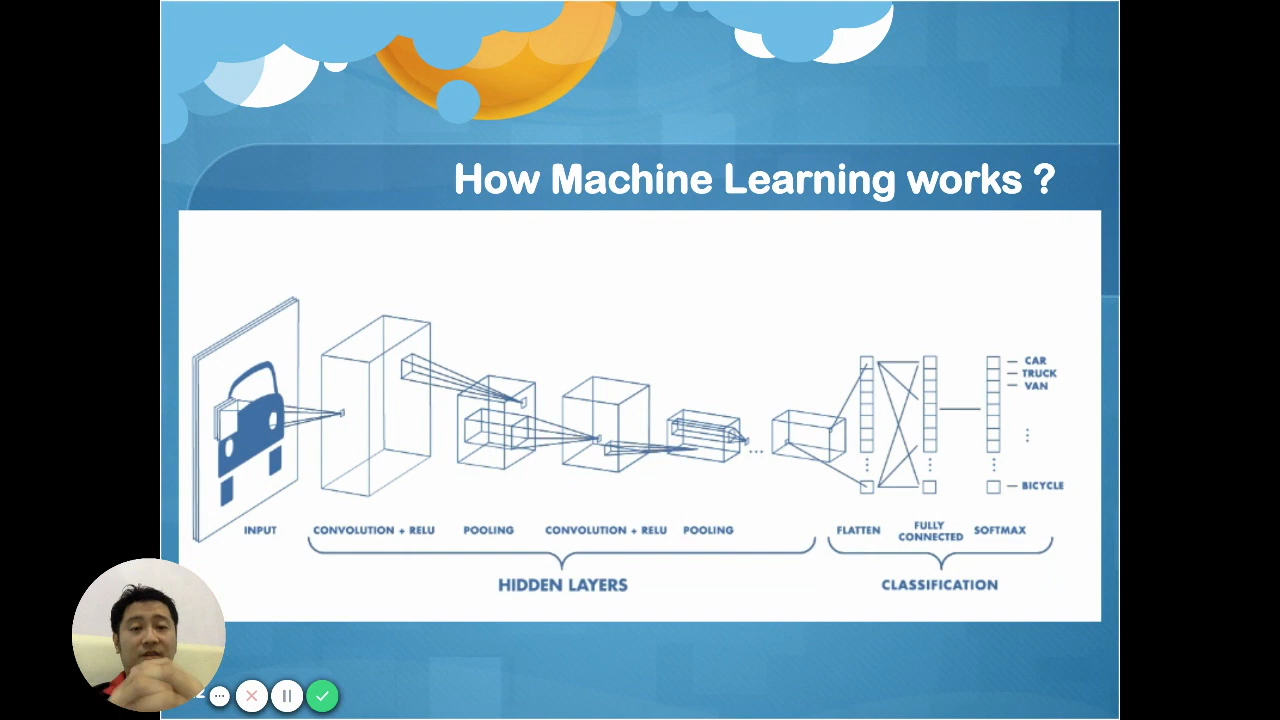 How Machine Learning works ?
CAR
TRUCK
VAN
BICYCLE
INPUT
CONVOLUTION + RELU
POOLING
CONVOLUTION + RELU
POOLING
FLATTEN
FULLY
CONNECTED
SOFTMAX
HIDDEN LAYERS
CLASSIFICATION